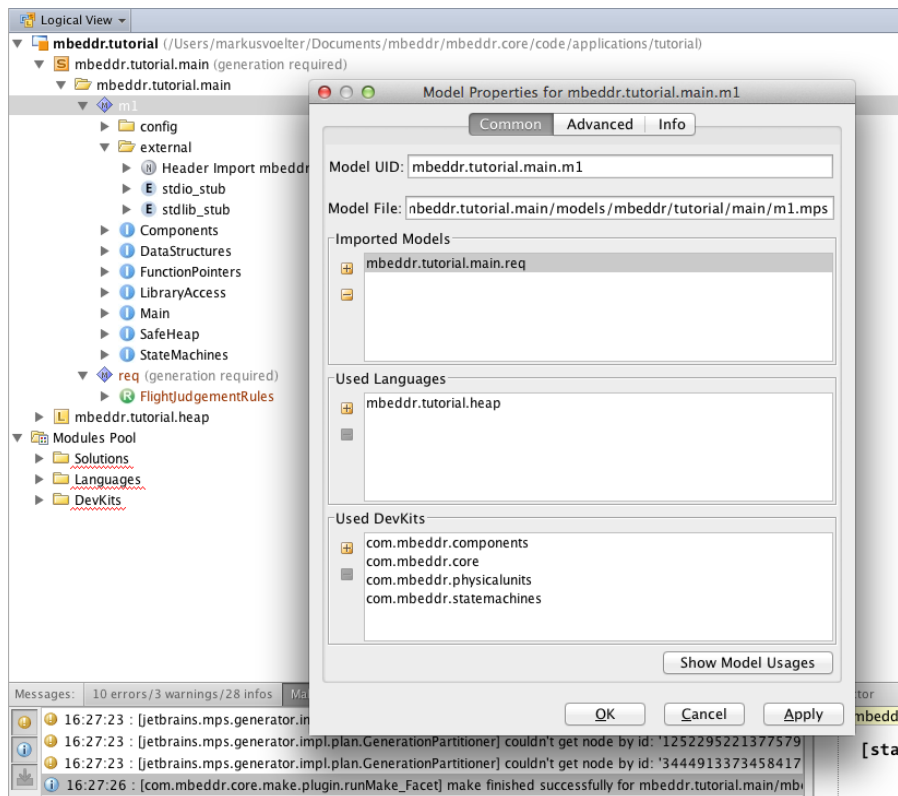 Logical View
mbeddr.tutorial (/Users/markusvoelter/Documents/mbeddr/mbeddr.core/code/applications/tutorial)
S mbeddr.tutorial.main (generation required)
mbeddr.tutorial.main
M m1
config
external
N Header Import mbeddr
E stdio_stub
E stdlib_stub
I Components
I DataStructures
I FunctionPointers
I LibraryAccess
I Main
I SafeHeap
I StateMachines
M req (generation required)
R FlightJudgementRules
L mbeddr.tutorial.heap
Modules Pool
Solutions
Languages
DevKits
Model Properties for mbeddr.tutorial.main.m1
Common Advanced Info
Model UID: mbeddr.tutorial.main.m1
Model File: nbeddr.tutorial.main/models/mbeddr/tutorial/main/m1.mps
Imported Models
mbeddr.tutorial.main.req
Used Languages
mbeddr.tutorial.heap
Used DevKits
com.mbeddr.components
com.mbeddr.core
com.mbeddr.physicalunits
com.mbeddr.statemachines
Show Model Usages
OK Cancel Apply
Messages: 10 errors/3 warnings/28 infos Ma
tor
mbedd
[sta
16:27:23 : [jetbrains.mps.generator.in
16:27:23 : [jetbrains.mps.generator.impl.plan.GenerationPartitioner] couldn't get node by id: '1252295221377579
16:27:23 : [jetbrains.mps.generator.impl.plan.GenerationPartitioner] couldn't get node by id: '3444913373458417
16:27:26 : [com.mbeddr.core.make.plugin.runMake_Facet] make finished successfully for mbeddr.tutorial.main/mbe